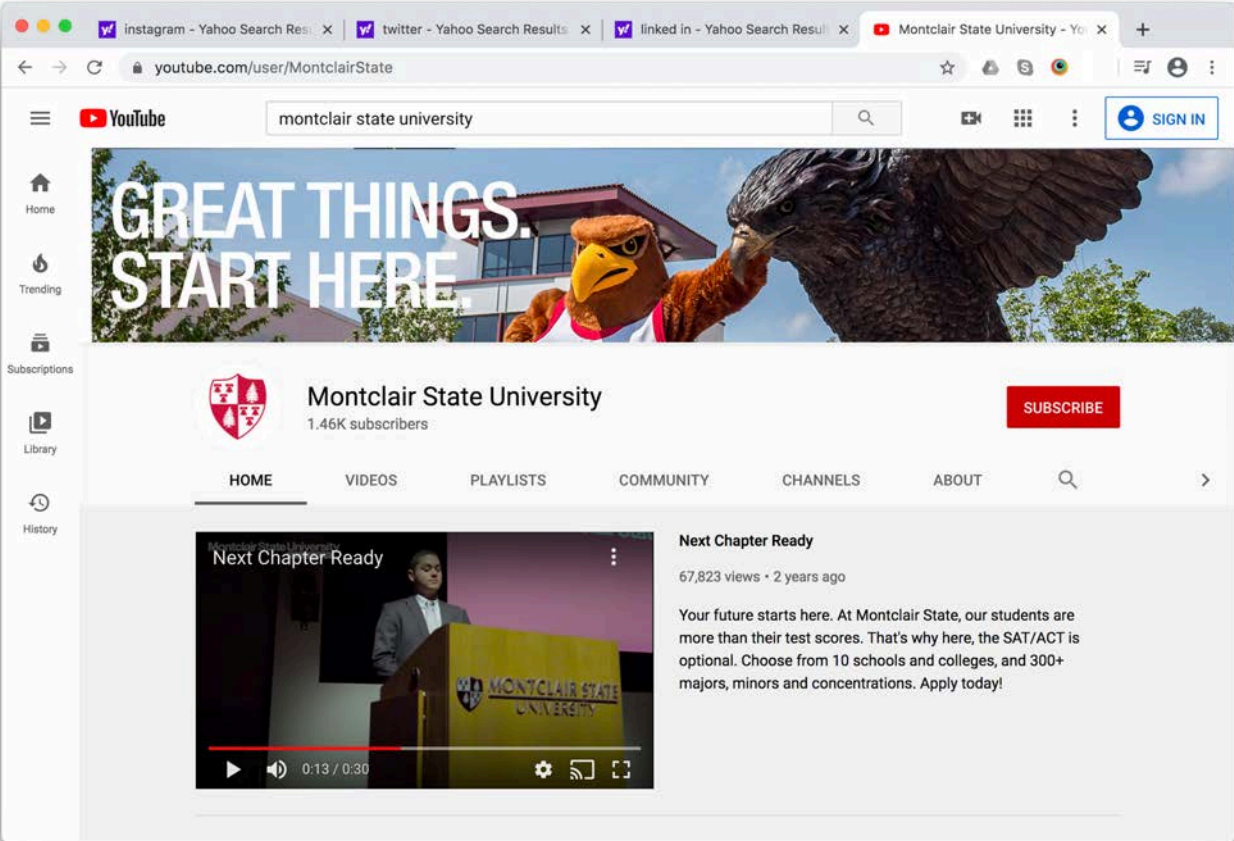 instagram - Yahoo Search Res
twitter - Yahoo Search Results
linked in - Yahoo Search Result
Montclair State University - Yo
youtube.com/user/MontclairState
YouTube
montclair state university
SIGN IN
Home
Trending
Subscriptions
Library
History
GREAT THINGS.
START HERE.
Montclair State University
1.46K subscribers
SUBSCRIBE
HOME VIDEOS PLAYLISTS COMMUNITY CHANNELS ABOUT
Montclair State University
Next Chapter Ready
MONTCLAIR STATE
UNIVERSITY
0:13 / 0:30
Next Chapter Ready
67,823 views • 2 years ago
Your future starts here. At Montclair State, our students are
more than their test scores. That's why here, the SAT/ACT is
optional. Choose from 10 schools and colleges, and 300+
majors, minors and concentrations. Apply today!